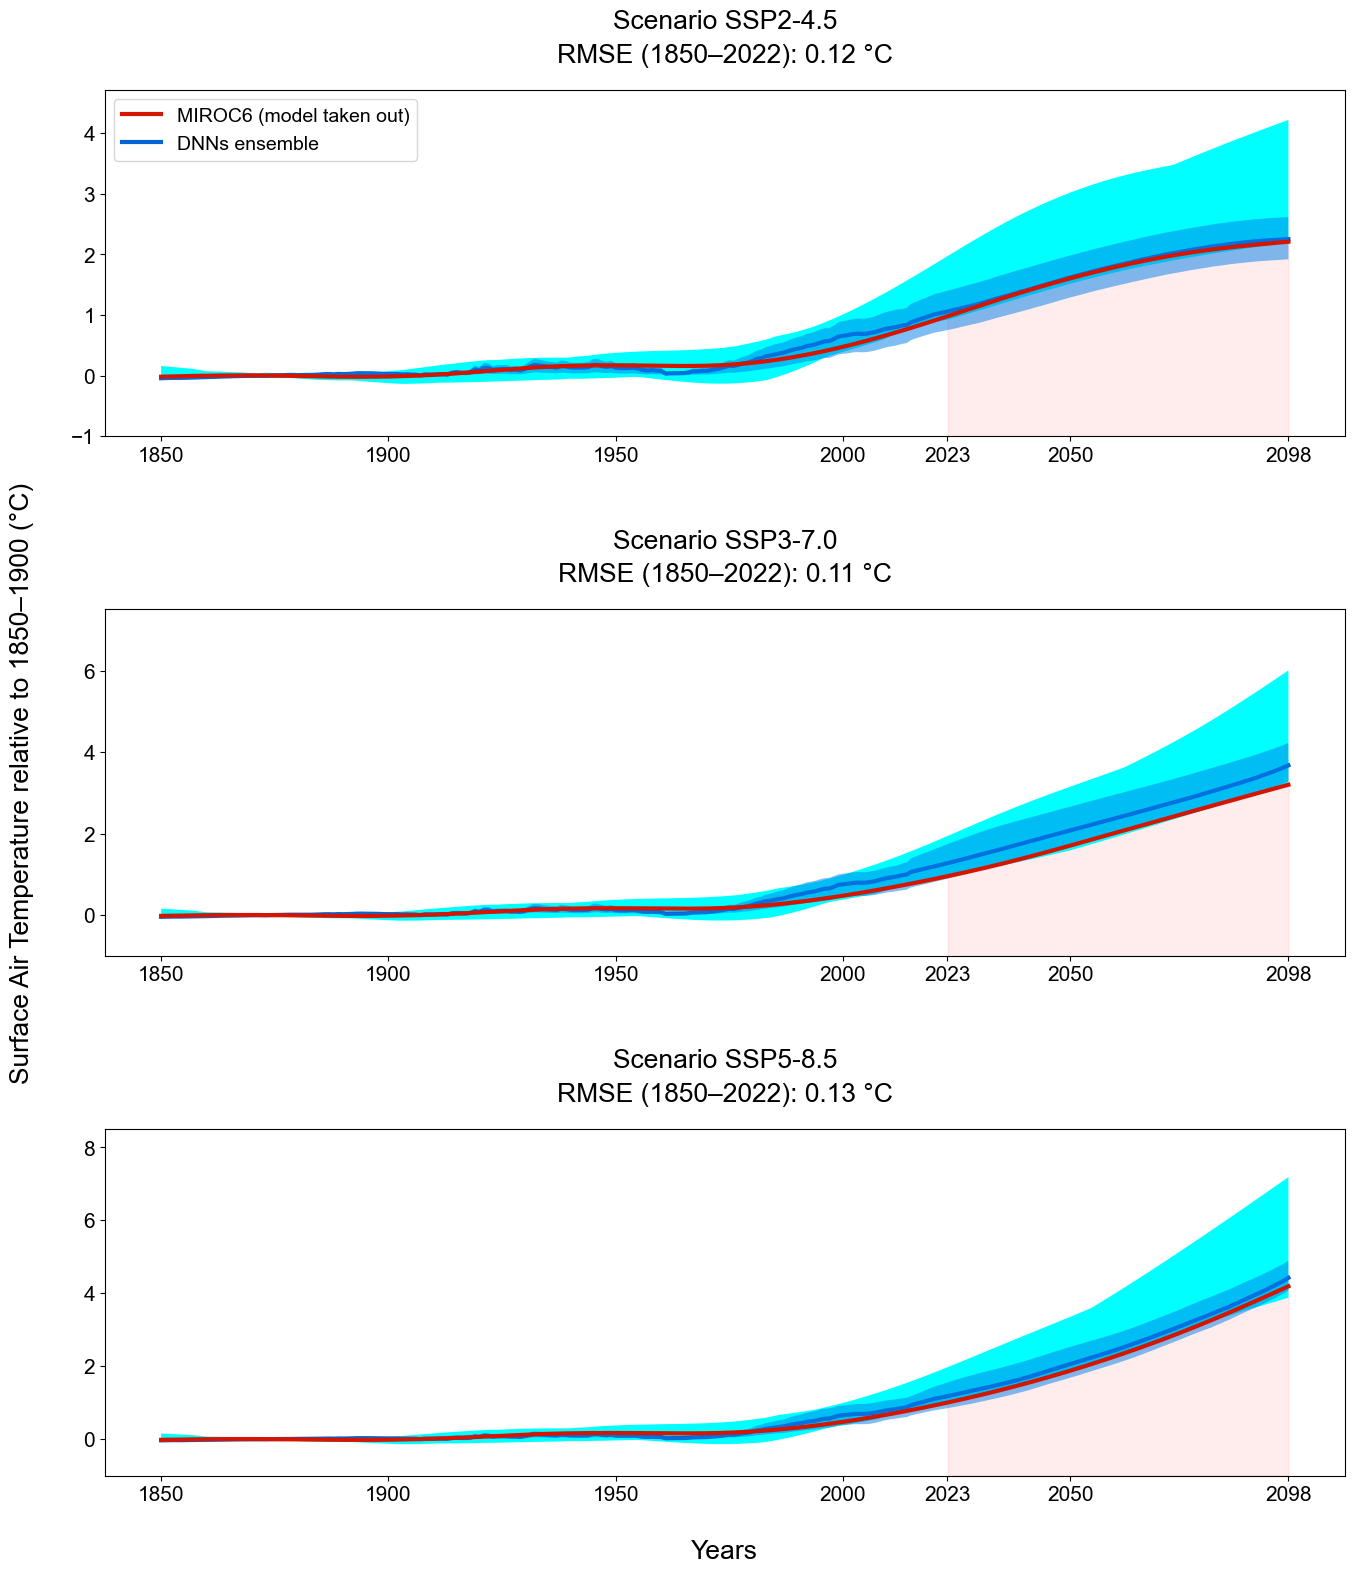 Scenario SSP2-4.5
RMSE (1850–2022): 0.12 °C
MIROC6 (model taken out)
DNNs ensemble
4
3
2
1
0
−1
1850 1900 1950 2000 2023 2050 2098
Surface Air Temperature relative to 1850–1900 (°C)
Scenario SSP3-7.0
RMSE (1850–2022): 0.11 °C
6
4
2
0
1850 1900 1950 2000 2023 2050 2098
Scenario SSP5-8.5
RMSE (1850–2022): 0.13 °C
8
6
4
2
0
1850 1900 1950 2000 2023 2050 2098
Years